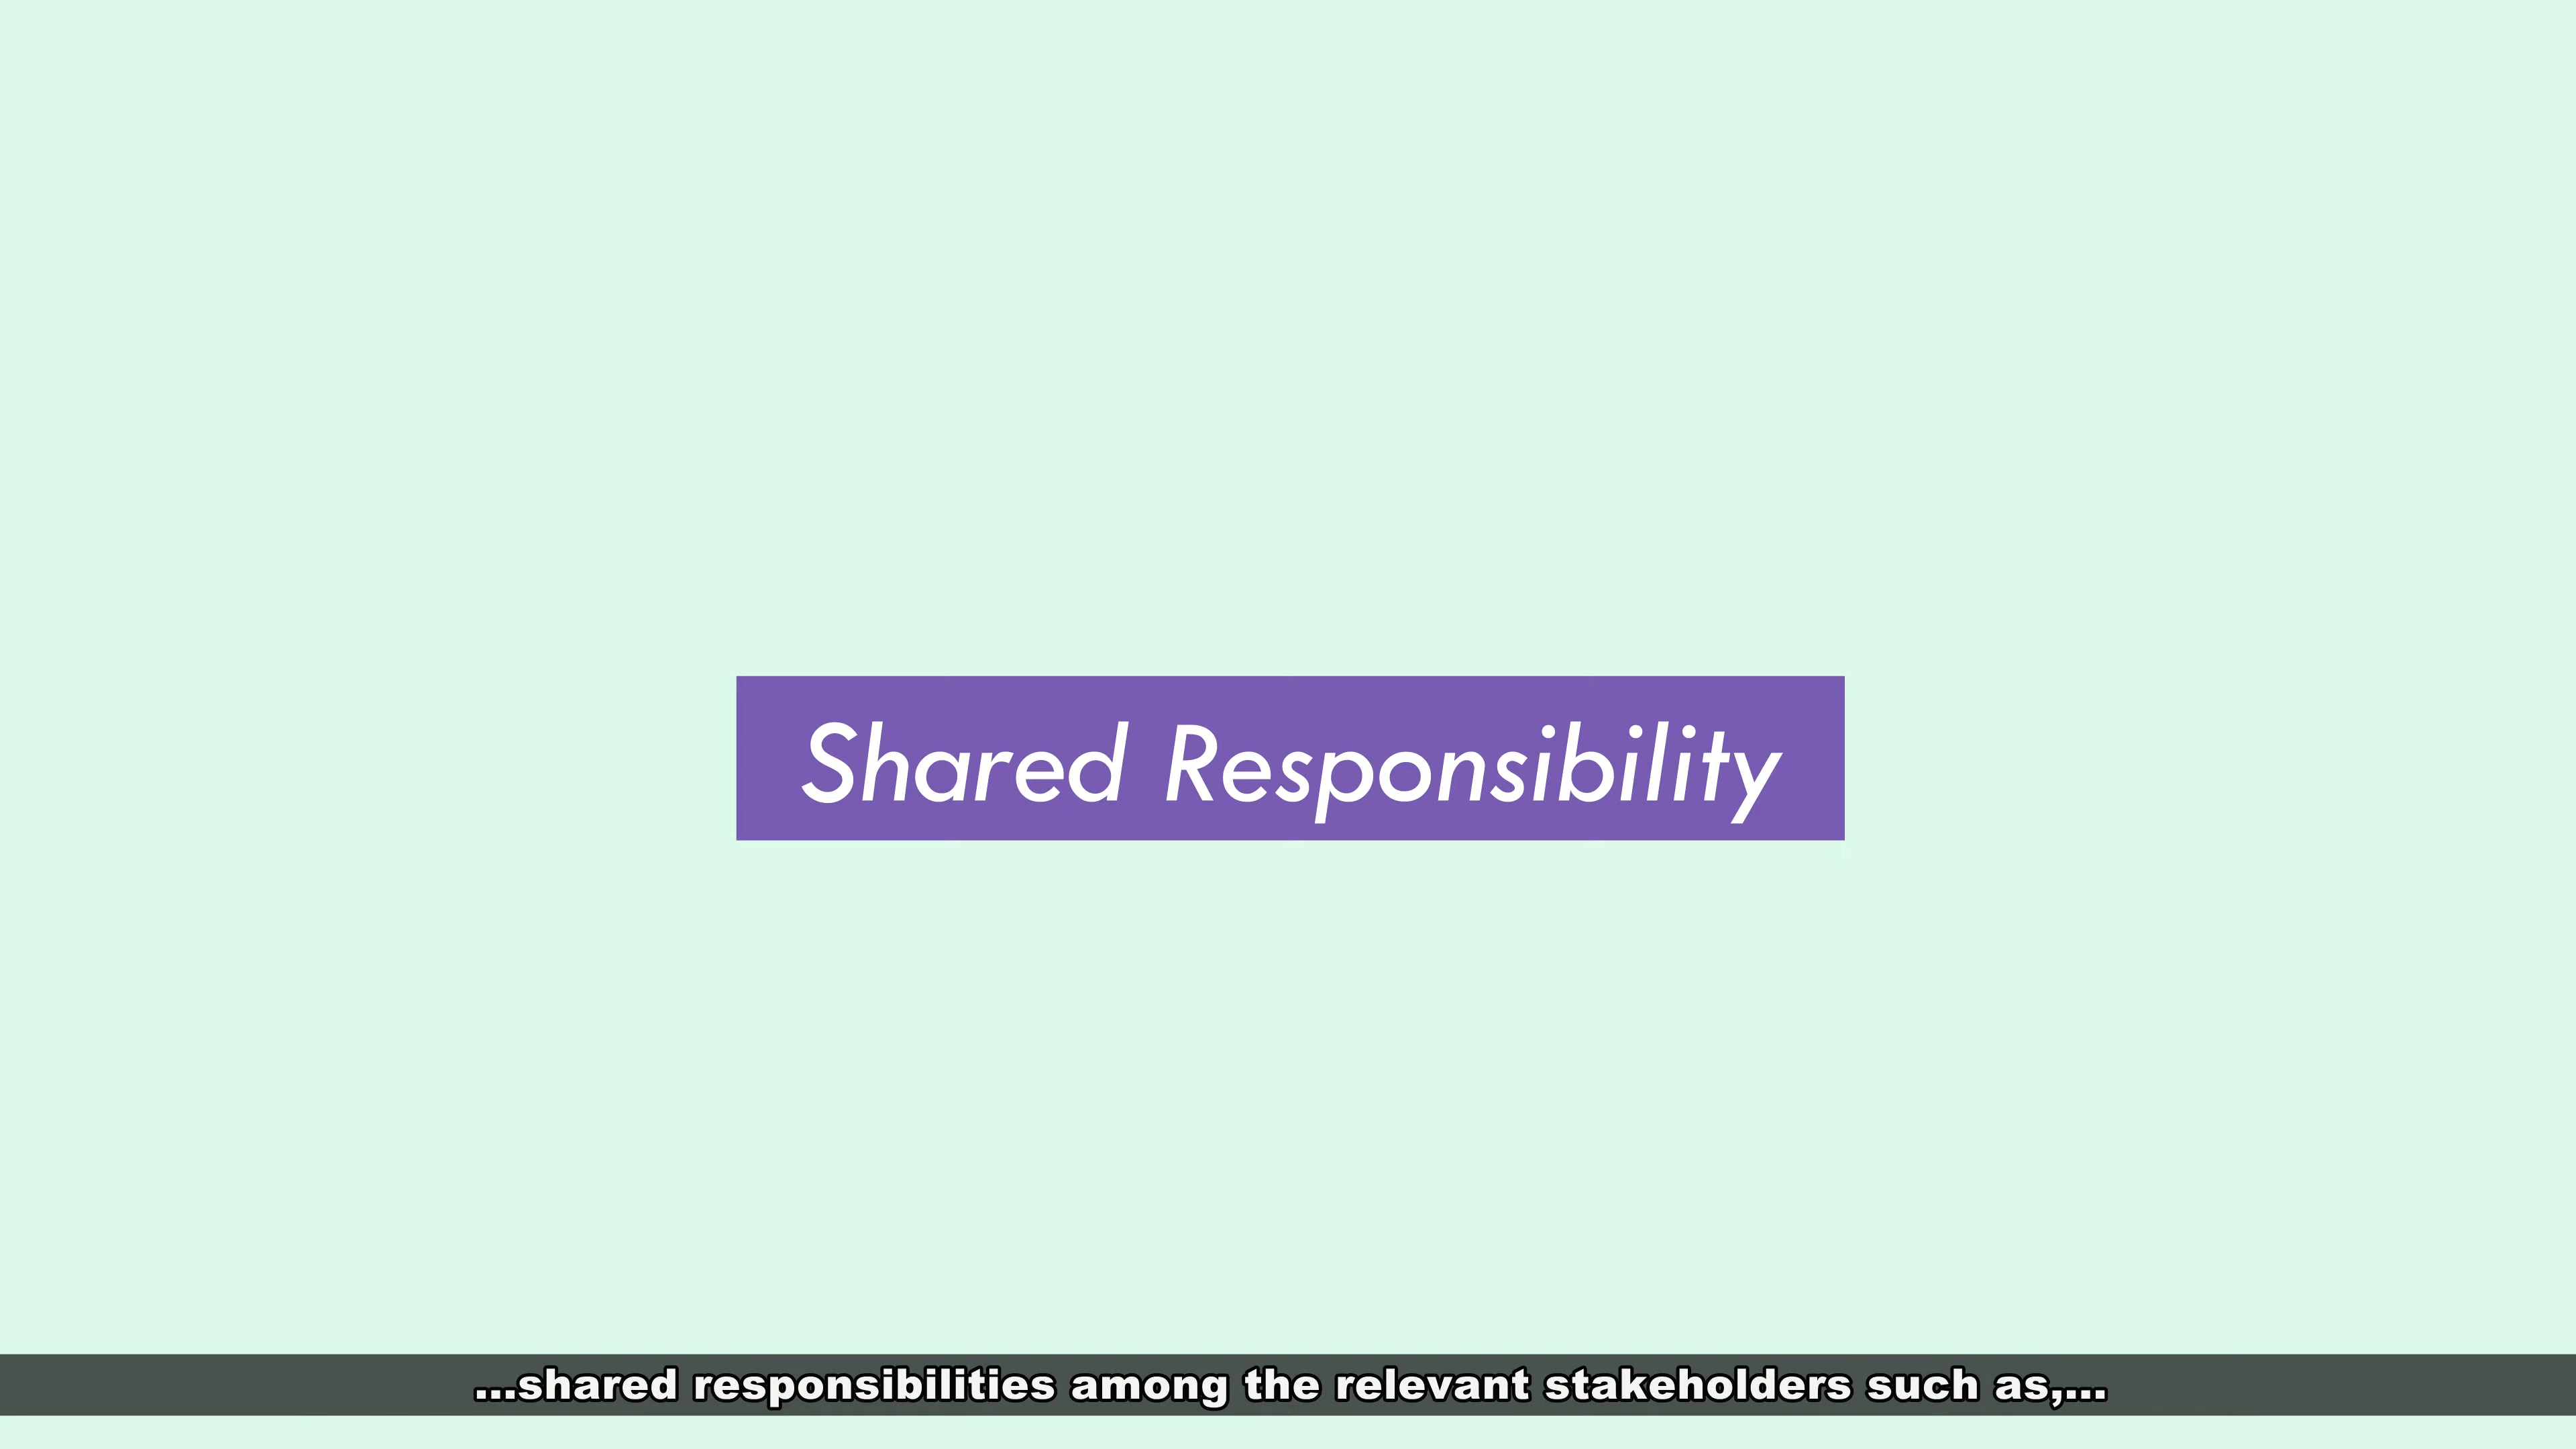 Shared Responsibility
...shared responsibilities among the relevant stakeholders such as,...